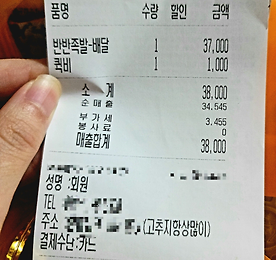 품명 수량 할인 금액
반반족발-배달 1 37,000
퀵비 1 1,000
소 계 38,000
순 매출 34.545
부가세 3.455
봉사료 0
매출합계 38,000
성명 :회원
TEL
주소 (고추지항상많이)
결제수단:카드